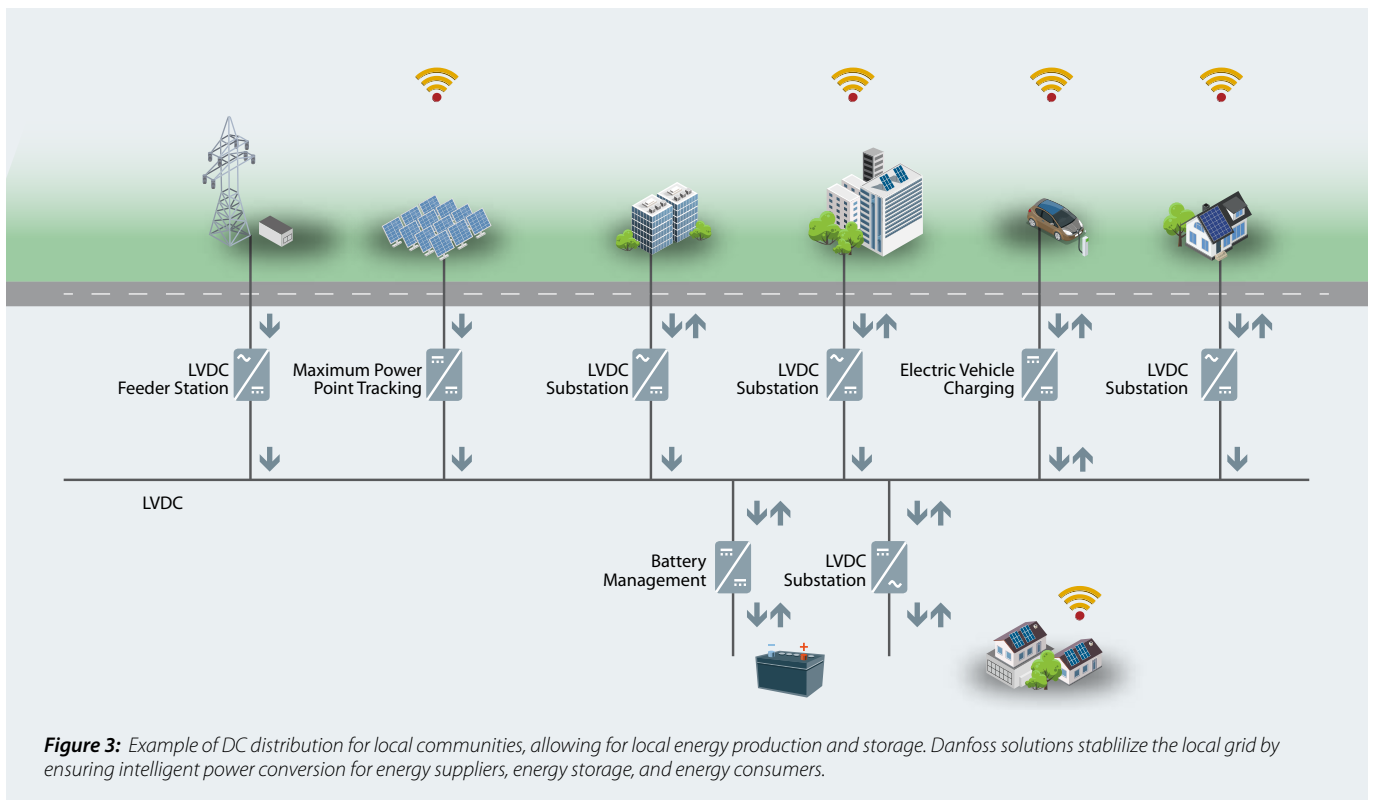 LVDC
Feeder Station
Maximum Power
Point Tracking
LVDC
Substation
LVDC
Substation
Electric Vehicle
Charging
LVDC
Substation
LVDC
Battery
Management
LVDC
Substation
- +
Figure 3: Example of DC distribution for local communities, allowing for local energy production and storage. Danfoss solutions stablilize the local grid by
ensuring intelligent power conversion for energy suppliers, energy storage, and energy consumers.